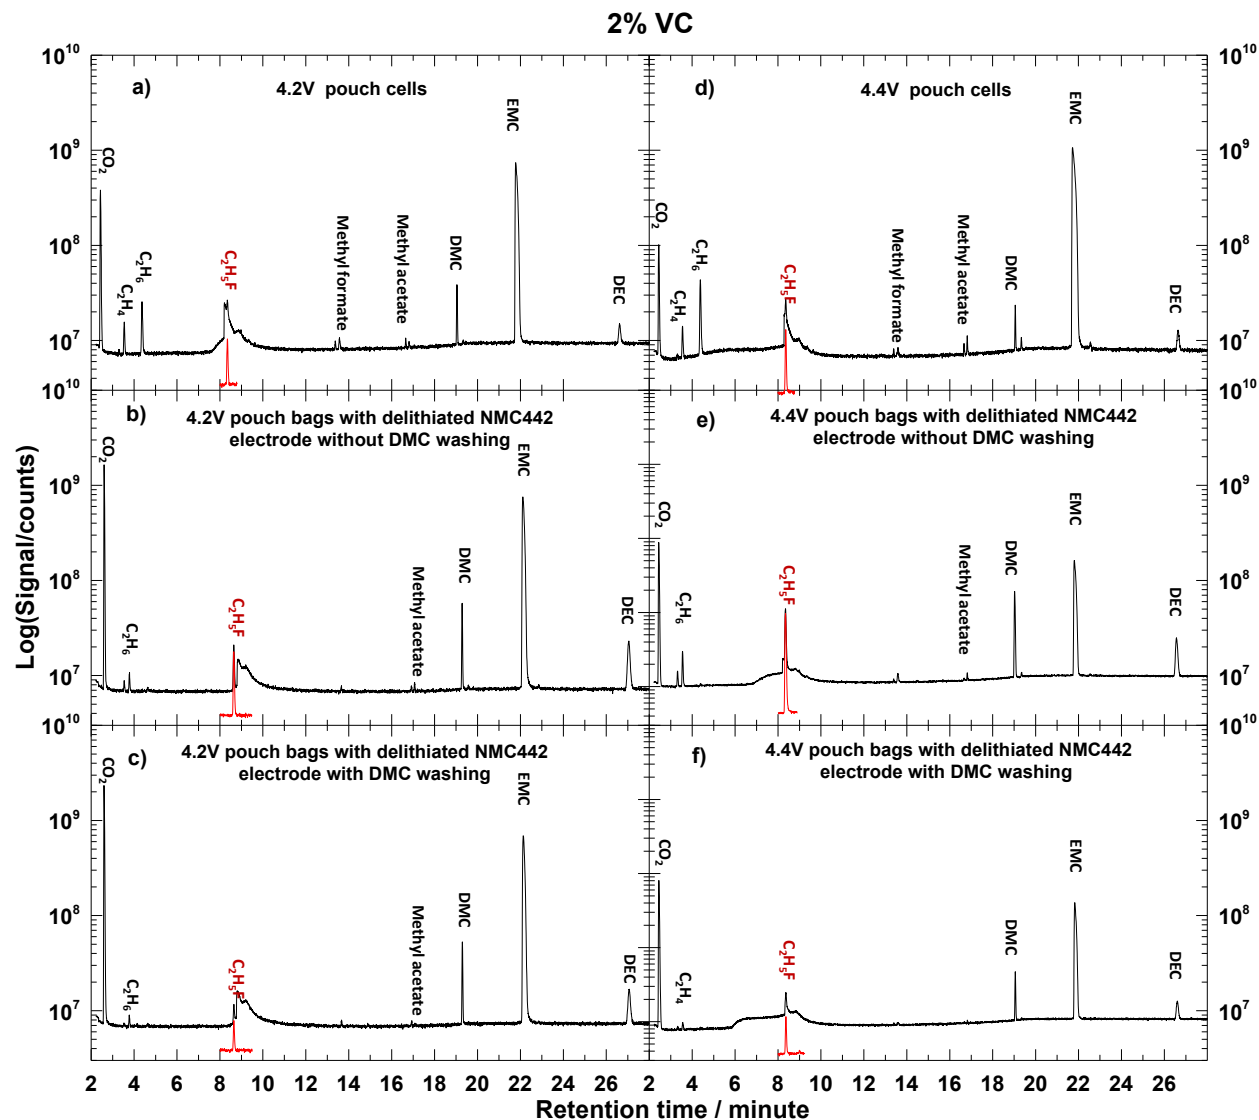 2% VC
a)
4.2V pouch cells
CO2
C2H4
C2H6
C2H5F
Methyl formate
Methyl acetate
DMC
EMC
DEC
10^10
10^9
10^8
10^7
d)
4.4V pouch cells
CO2
C2H4
C2H6
C2H5F
Methyl formate
Methyl acetate
DMC
EMC
DEC
10^10
10^9
10^8
10^7
b)
4.2V pouch bags with delithiated NMC442
electrode without DMC washing
CO2
C2H6
C2H5F
Methyl acetate
DMC
EMC
DEC
10^10
10^9
10^8
10^7
e)
4.4V pouch bags with delithiated NMC442
electrode without DMC washing
CO2
C2H6
C2H5F
Methyl acetate
DMC
EMC
DEC
10^10
10^9
10^8
10^7
c)
4.2V pouch bags with delithiated NMC442
electrode with DMC washing
CO2
C2H6
C2H5F
Methyl acetate
DMC
EMC
DEC
10^10
10^9
10^8
10^7
f)
4.4V pouch bags with delithiated NMC442
electrode with DMC washing
CO2
C2H4
C2H5F
DMC
EMC
DEC
10^9
10^8
10^7
Log(Signal/counts)
2 4 6 8 10 12 14 16 18 20 22 24 26 2 4 6 8 10 12 14 16 18 20 22 24 26
Retention time / minute